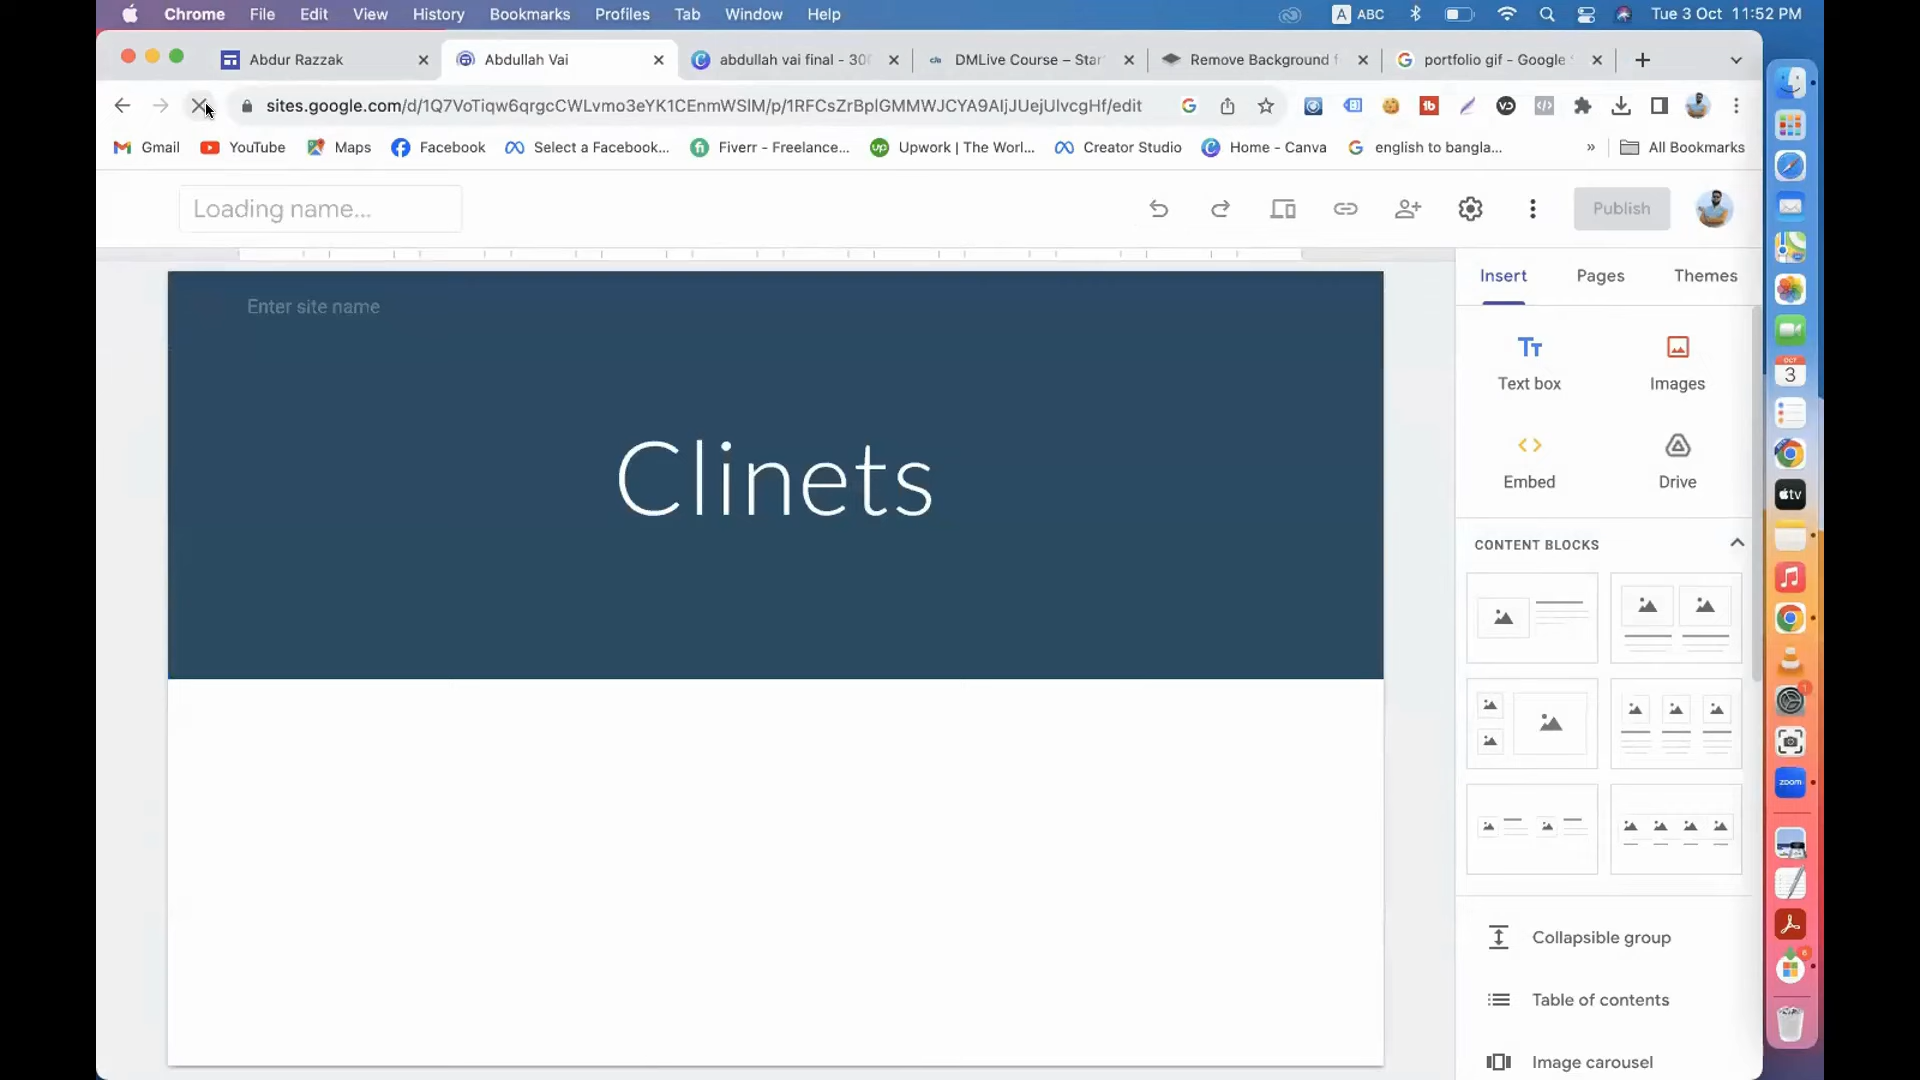 Chrome File Edit View History Bookmarks Profiles Tab Window Help A ABC Tue 3 Oct 11:52 PM
Abdur Razzak Abdullah Vai abdullah vai final - 30 DMLive Course – Star Remove Background f portfolio gif - Google
sites.google.com/d/1Q7VoTiqw6qrgcCWLvmo3eYK1CEnmWSlM/p/1RFCsZrBplGMMWJCYA9AljJUejUlvcgHf/edit
Gmail YouTube Maps Facebook Select a Facebook... Fiverr - Freelance... Upwork | The Worl... Creator Studio Home - Canva english to bangla... » All Bookmarks
Loading name... Publish
Insert Pages Themes
Enter site name
Text box Images
Clinets
Embed Drive
CONTENT BLOCKS
Collapsible group
Table of contents
Image carousel
OCT
3
tv
zoom